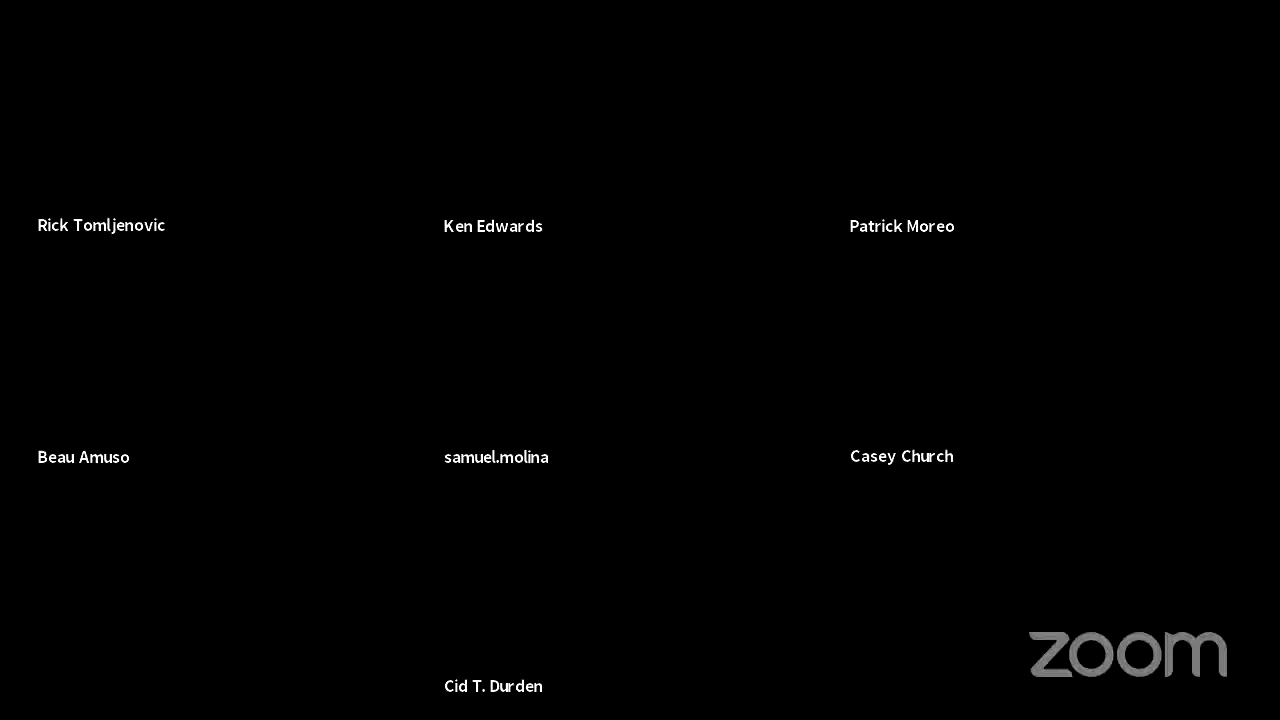 Rick Tomljenovic
Ken Edwards
Patrick Moreo
Beau Amuso
samuel.molina
Casey Church
Cid T. Durden
zoom